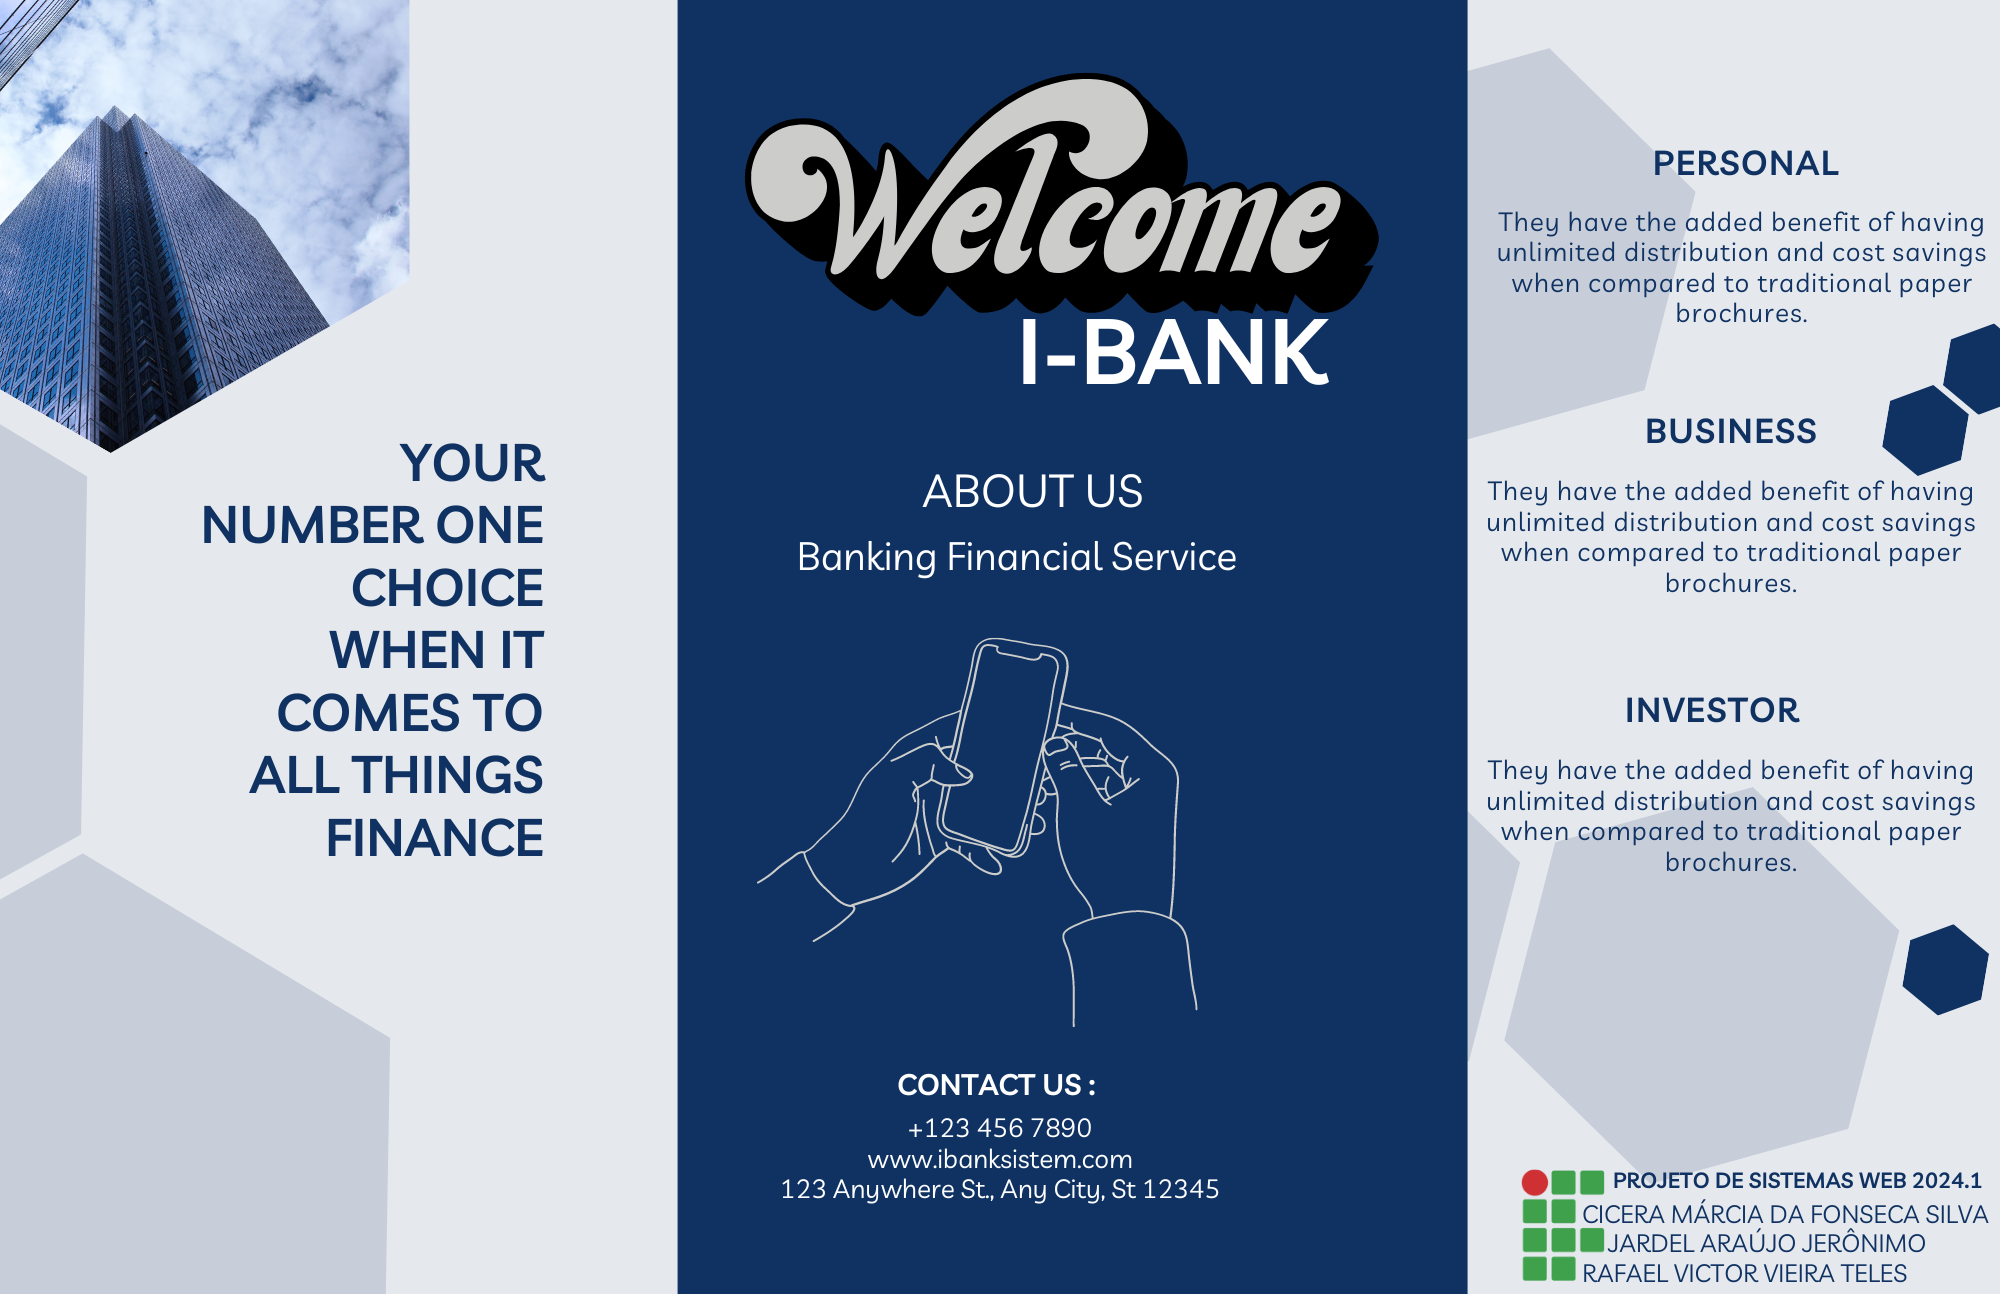 YOUR
NUMBER ONE
CHOICE
WHEN IT
COMES TO
ALL THINGS
FINANCE
Welcome
I-BANK
ABOUT US
Banking Financial Service
CONTACT US :
+123 456 7890
www.ibanksistem.com
123 Anywhere St., Any City, St 12345
PERSONAL
They have the added benefit of having
unlimited distribution and cost savings
when compared to traditional paper
brochures.
BUSINESS
They have the added benefit of having
unlimited distribution and cost savings
when compared to traditional paper
brochures.
INVESTOR
They have the added benefit of having
unlimited distribution and cost savings
when compared to traditional paper
brochures.
PROJETO DE SISTEMAS WEB 2024.1
CICERA MÁRCIA DA FONSECA SILVA
JARDEL ARAÚJO JERÔNIMO
RAFAEL VICTOR VIEIRA TELES